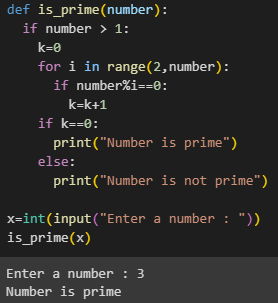 def is_prime(number):
  if number > 1:
    k=0
    for i in range(2,number):
      if number%i==0:
        k=k+1
    if k==0:
      print("Number is prime")
    else:
      print("Number is not prime")

x=int(input("Enter a number : "))
is_prime(x)
Enter a number : 3
Number is prime